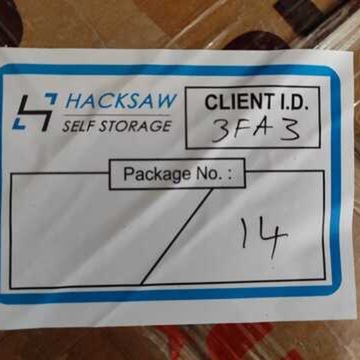 HACKSAW
SELF STORAGE
CLIENT I.D.
3FA3
Package No. :
14